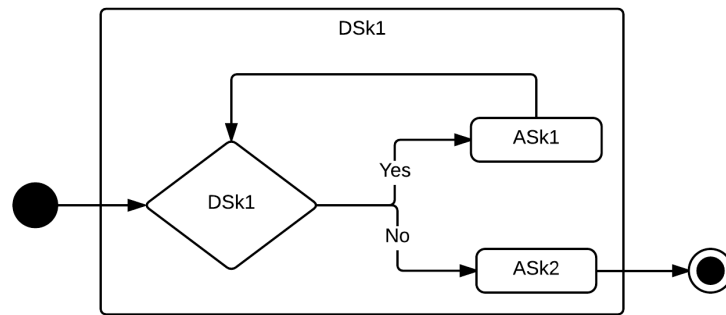 DSk1
ASk1
DSk1
Yes
No
ASk2